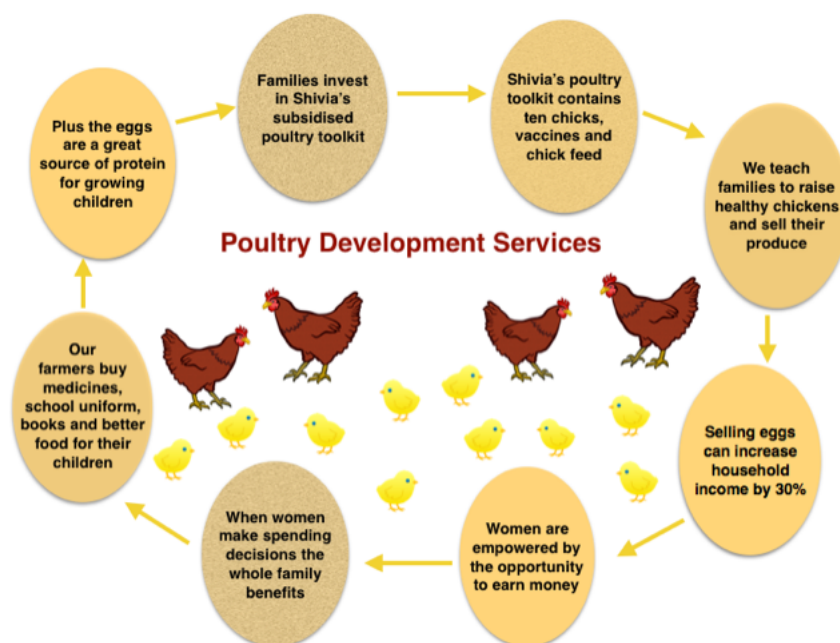 Families invest
in Shivia's
subsidised
poultry toolkit
Shivia's poultry
toolkit contains
ten chicks,
vaccines and
chick feed
We teach
families to raise
healthy chickens
and sell their
produce
Selling eggs
can increase
household
income by 30%
Women are
empowered by
the opportunity
to earn money
When women
make spending
decisions the
whole family
benefits
Our
farmers buy
medicines,
school uniform,
books and better
food for their
children
Plus the eggs
are a great
source of protein
for growing
children
Poultry Development Services